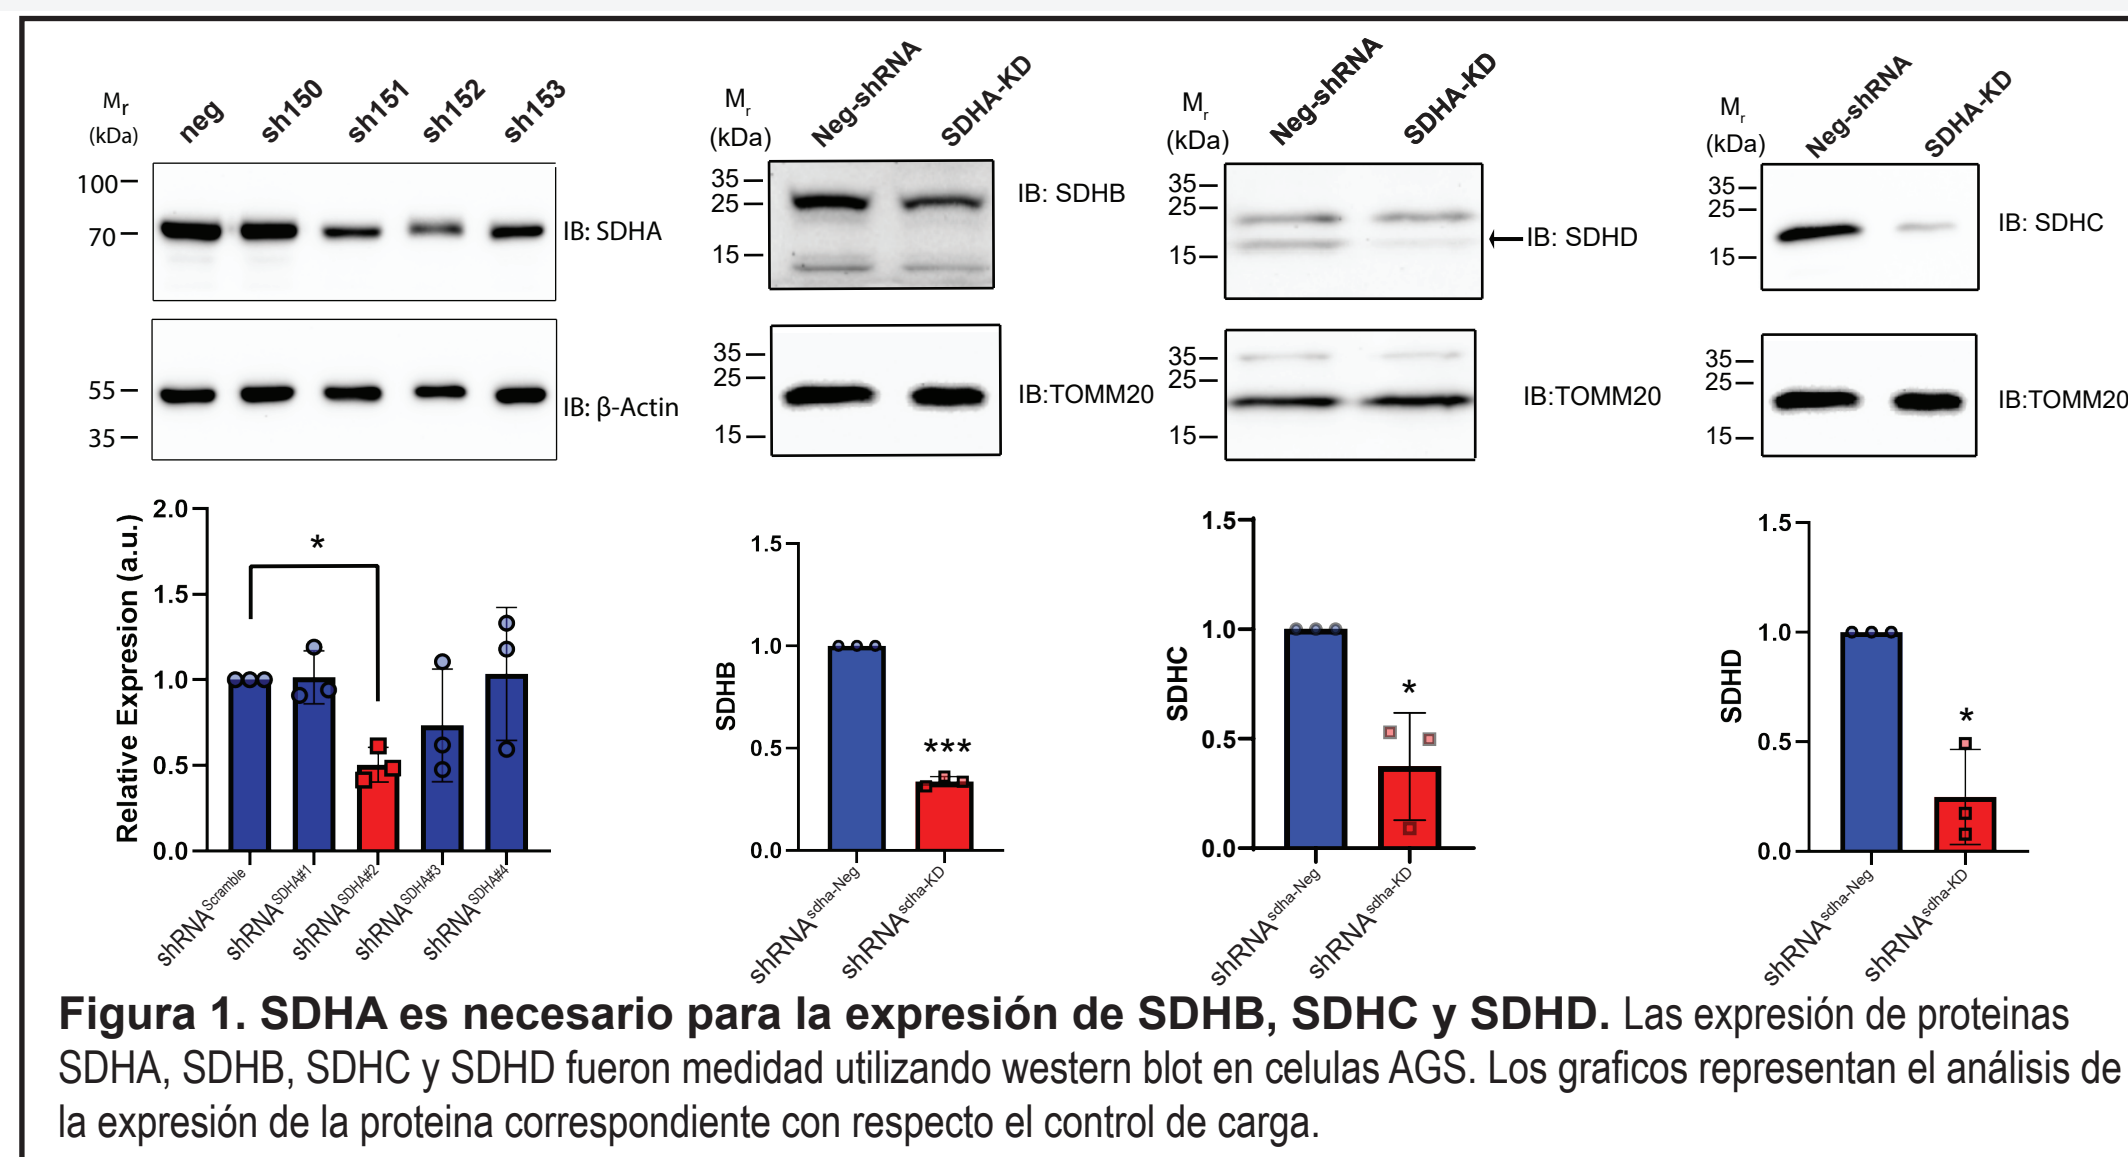 Mr
(kDa)
neg
sh150
sh151
sh152
sh153
100
70
IB: SDHA
55
35
IB: β-Actin
Mr
(kDa)
Neg-shRNA
SDHA-KD
35
25
15
IB: SDHB
35
25
15
IB:TOMM20
Mr
(kDa)
Neg-shRNA
SDHA-KD
35
25
15
IB: SDHD
35
25
15
IB:TOMM20
Mr
(kDa)
Neg-shRNA
SDHA-KD
35
25
15
IB: SDHC
35
25
15
IB:TOMM20
Relative Expresion (a.u.)
2.0
1.5
1.0
0.5
0.0
*
shRNAScramble
shRNASDHA#1
shRNASDHA#2
shRNASDHA#3
shRNASDHA#4
SDHB
1.5
1.0
0.5
0.0
***
shRNAsdha-Neg
shRNAsdha-KD
SDHC
1.5
1.0
0.5
0.0
*
shRNAsdha-Neg
shRNAsdha-KD
SDHD
1.5
1.0
0.5
0.0
*
shRNAsdha-Neg
shRNAsdha-KD
Figura 1. SDHA es necesario para la expresión de SDHB, SDHC y SDHD. Las expresión de proteinas
SDHA, SDHB, SDHC y SDHD fueron medidad utilizando western blot en celulas AGS. Los graficos representan el análisis de
la expresión de la proteina correspondiente con respecto el control de carga.